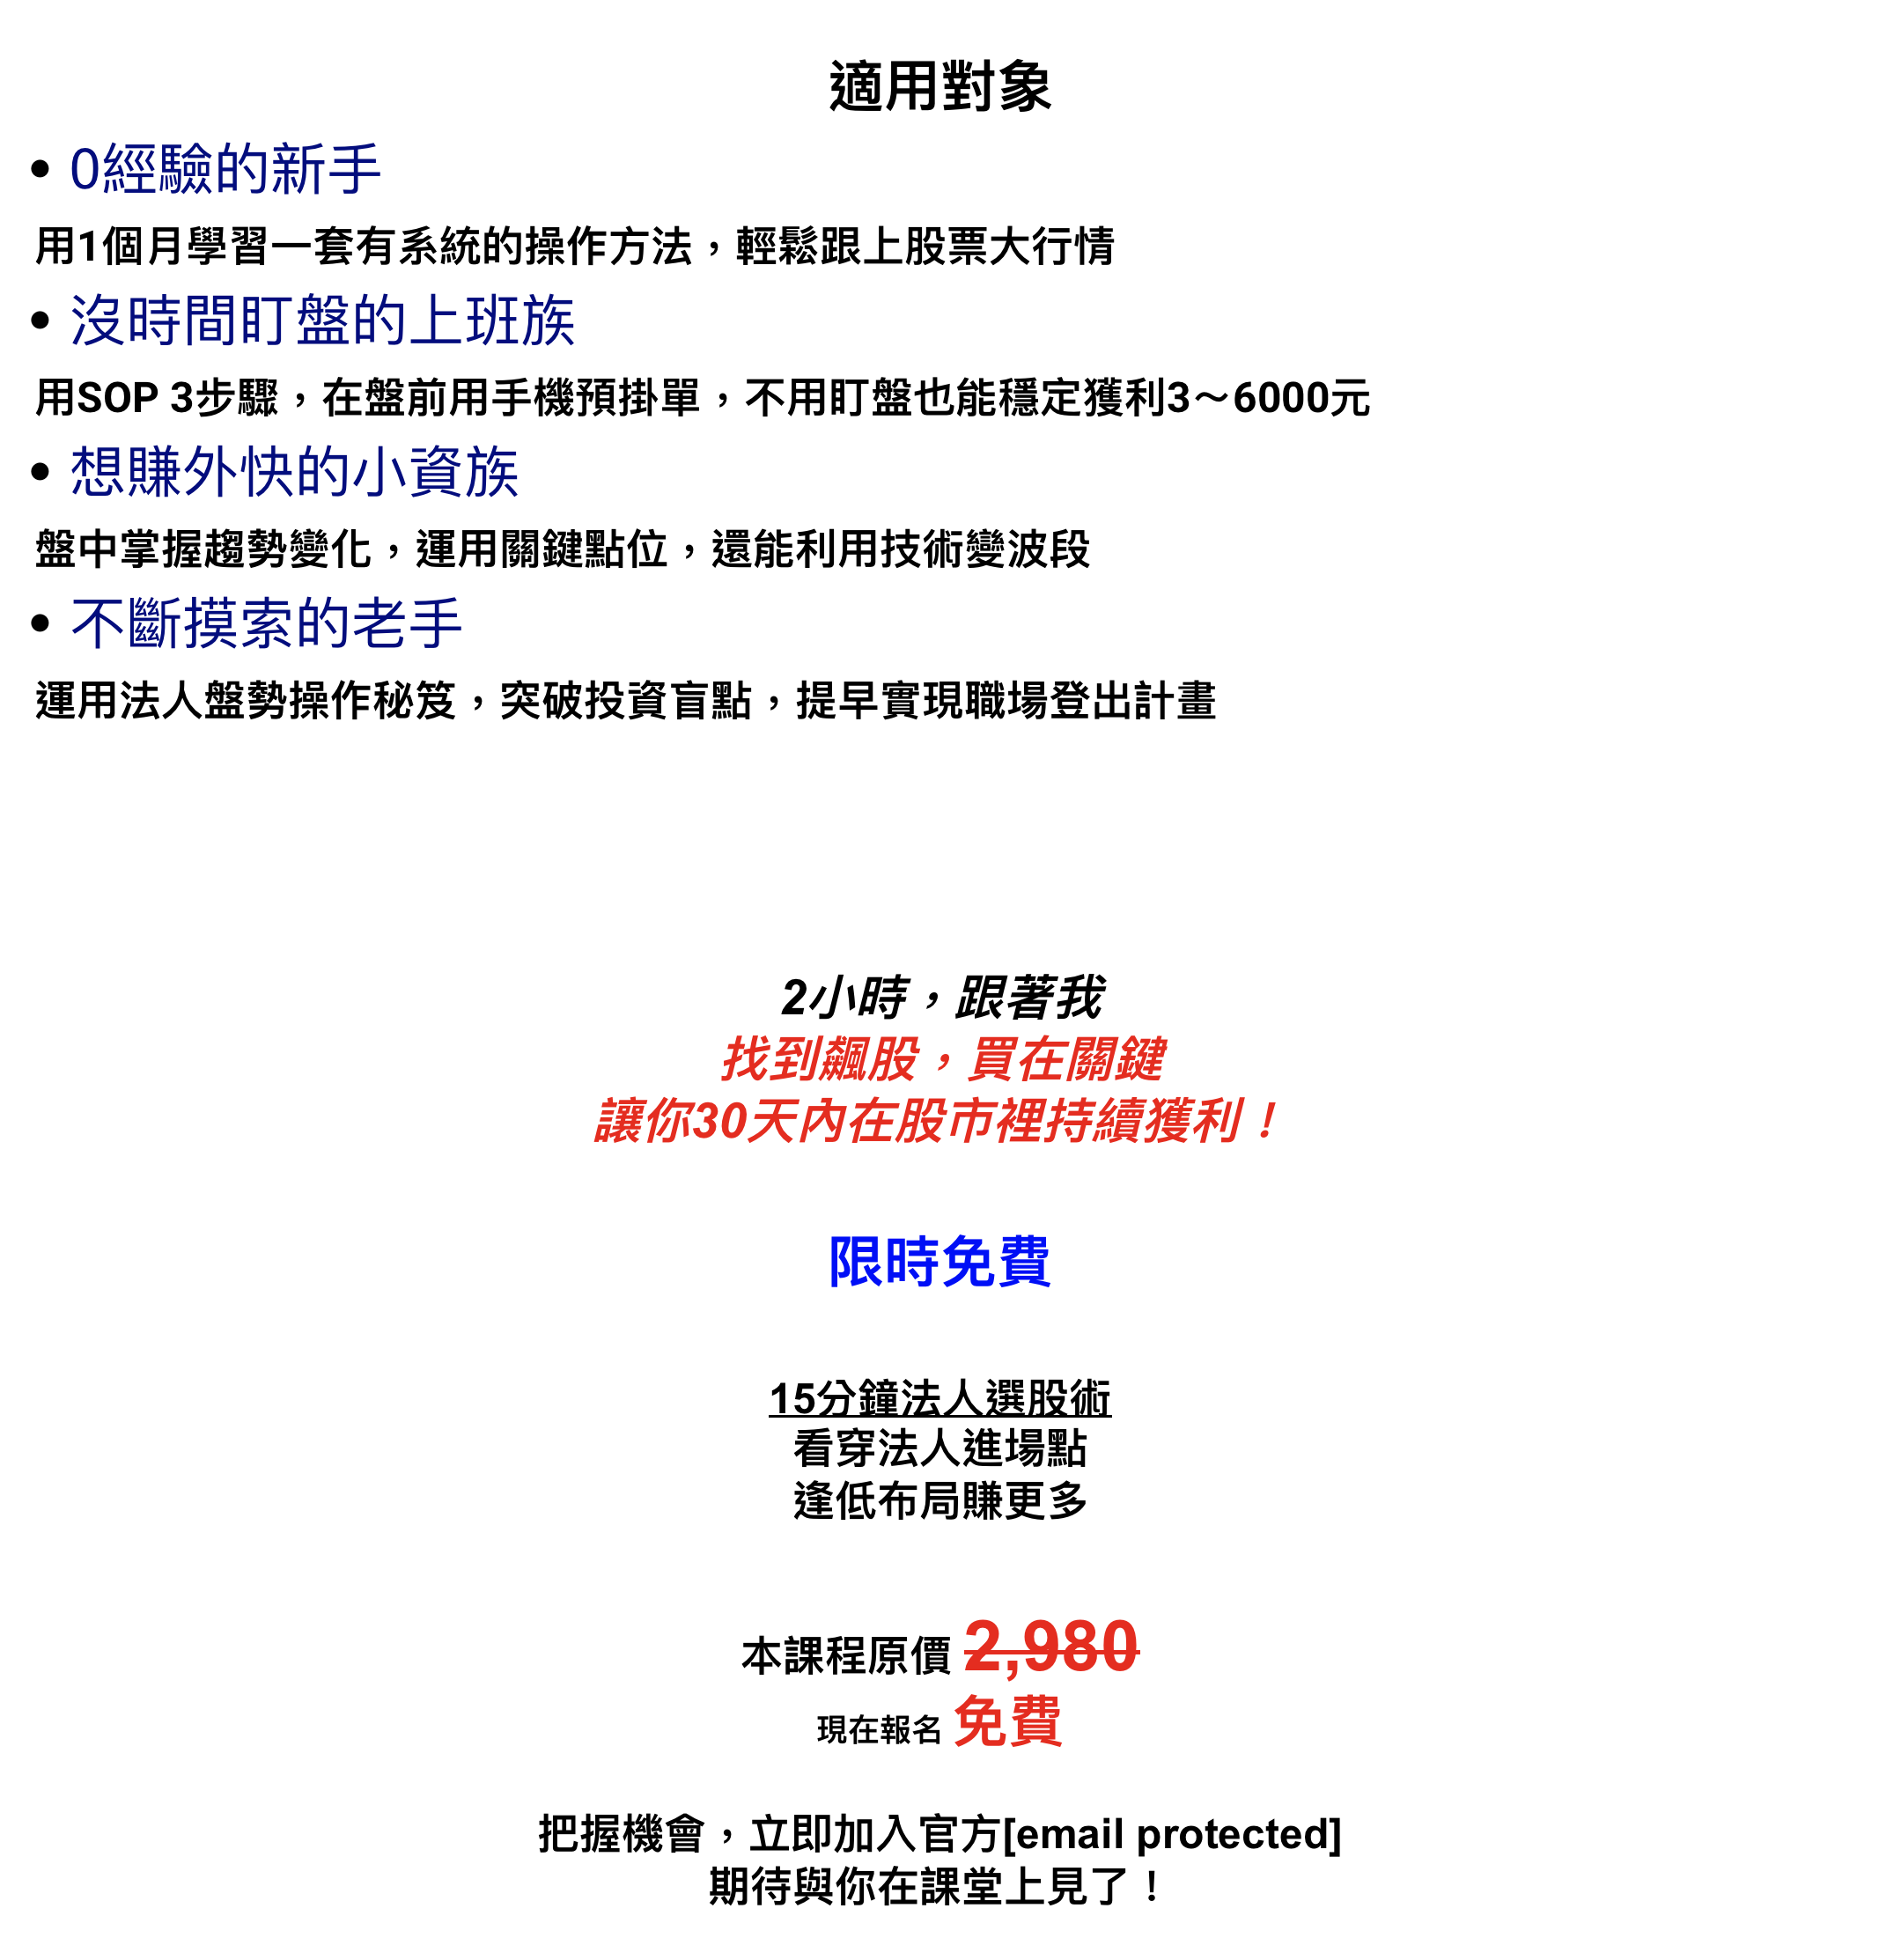 適用對象
• 0經驗的新手
用1個月學習一套有系統的操作方法，輕鬆跟上股票大行情
• 沒時間盯盤的上班族
用SOP 3步驟，在盤前用手機預掛單，不用盯盤也能穩定獲利3～6000元
• 想賺外快的小資族
盤中掌握趨勢變化，運用關鍵點位，還能利用技術變波段
• 不斷摸索的老手
運用法人盤勢操作秘笈，突破投資盲點，提早實現職場登出計畫
2小時，跟著我
找到飆股，買在關鍵
讓你30天內在股市裡持續獲利！
限時免費
15分鐘法人選股術
看穿法人進場點
逢低布局賺更多
本課程原價 2,980
現在報名 免費
把握機會，立即加入官方[email protected]
期待與你在課堂上見了！